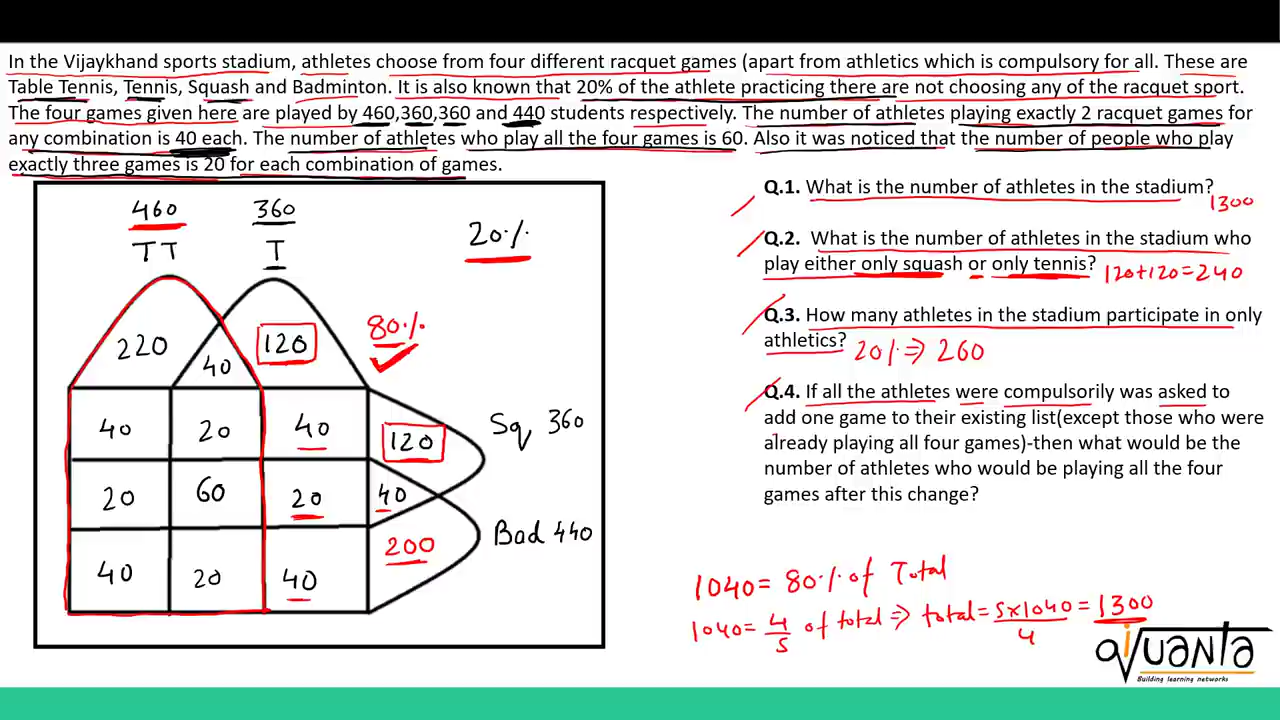 In the Vijaykhand sports stadium, athletes choose from four different racquet games (apart from athletics which is compulsory for all. These are
Table Tennis, Tennis, Squash and Badminton. It is also known that 20% of the athlete practicing there are not choosing any of the racquet sport.
The four games given here are played by 460,360,360 and 440 students respectively. The number of athletes playing exactly 2 racquet games for
any combination is 40 each. The number of athletes who play all the four games is 60. Also it was noticed that the number of people who play
exactly three games is 20 for each combination of games.
460 360
TT T
20%
80%
220 40 120
40 20 40 120
Sq 360
20 60 20 40
Bad 440
200
40 20 40
Q.1. What is the number of athletes in the stadium?
1300
Q.2. What is the number of athletes in the stadium who
play either only squash or only tennis? 120+120=240
Q.3. How many athletes in the stadium participate in only
athletics? 20% ⇒ 260
Q.4. If all the athletes were compulsorily was asked to
add one game to their existing list(except those who were
already playing all four games)-then what would be the
number of athletes who would be playing all the four
games after this change?
1040 = 80% of Total
1040 = 4/5 of total ⇒ total = 5x1040/4 = 1300
aVuanta
Building learning networks